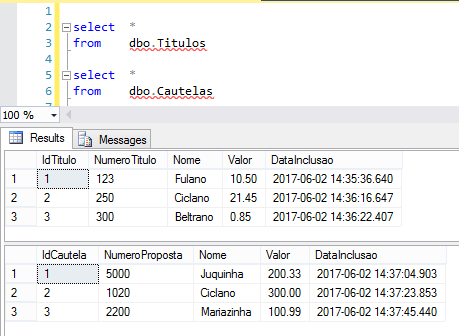 1
2 select *
3 from dbo.Titulos
4
5 select *
6 from dbo.Cautelas
100 %
Results Messages
IdTitulo NumeroTitulo Nome Valor DataInclusao
1 1 123 Fulano 10.50 2017-06-02 14:35:36.640
2 2 250 Ciclano 21.45 2017-06-02 14:36:16.647
3 3 300 Beltrano 0.85 2017-06-02 14:36:22.407
IdCautela NumeroProposta Nome Valor DataInclusao
1 1 5000 Juquinha 200.33 2017-06-02 14:37:04.903
2 2 1020 Ciclano 300.00 2017-06-02 14:37:23.853
3 3 2200 Mariazinha 100.99 2017-06-02 14:37:45.440